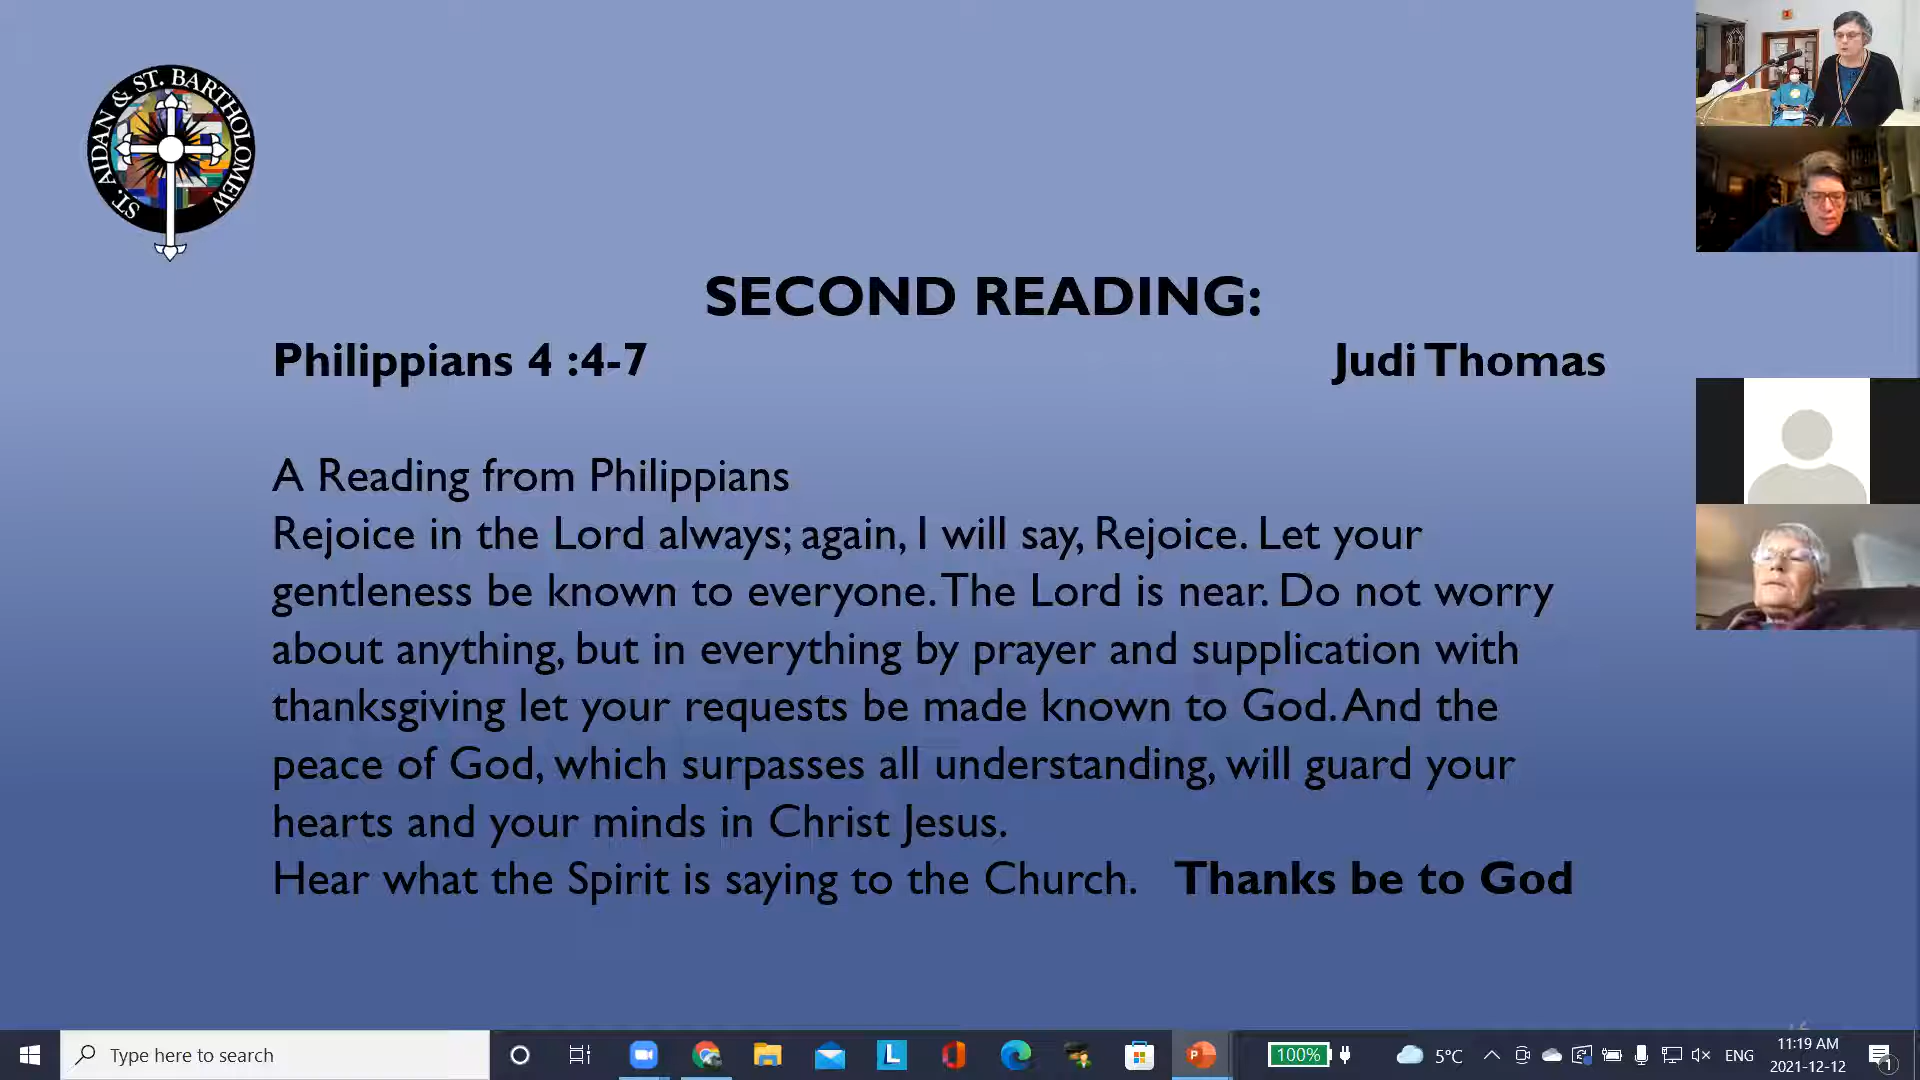 ST. AIDAN & ST. BARTHOLOMEW
SECOND READING:
Philippians 4 :4-7 Judi Thomas
A Reading from Philippians
Rejoice in the Lord always; again, I will say, Rejoice. Let your
gentleness be known to everyone. The Lord is near. Do not worry
about anything, but in everything by prayer and supplication with
thanksgiving let your requests be made known to God. And the
peace of God, which surpasses all understanding, will guard your
hearts and your minds in Christ Jesus.
Hear what the Spirit is saying to the Church. Thanks be to God
Type here to search
L
P
100%
5°C
ENG
11:19 AM
2021-12-12
1